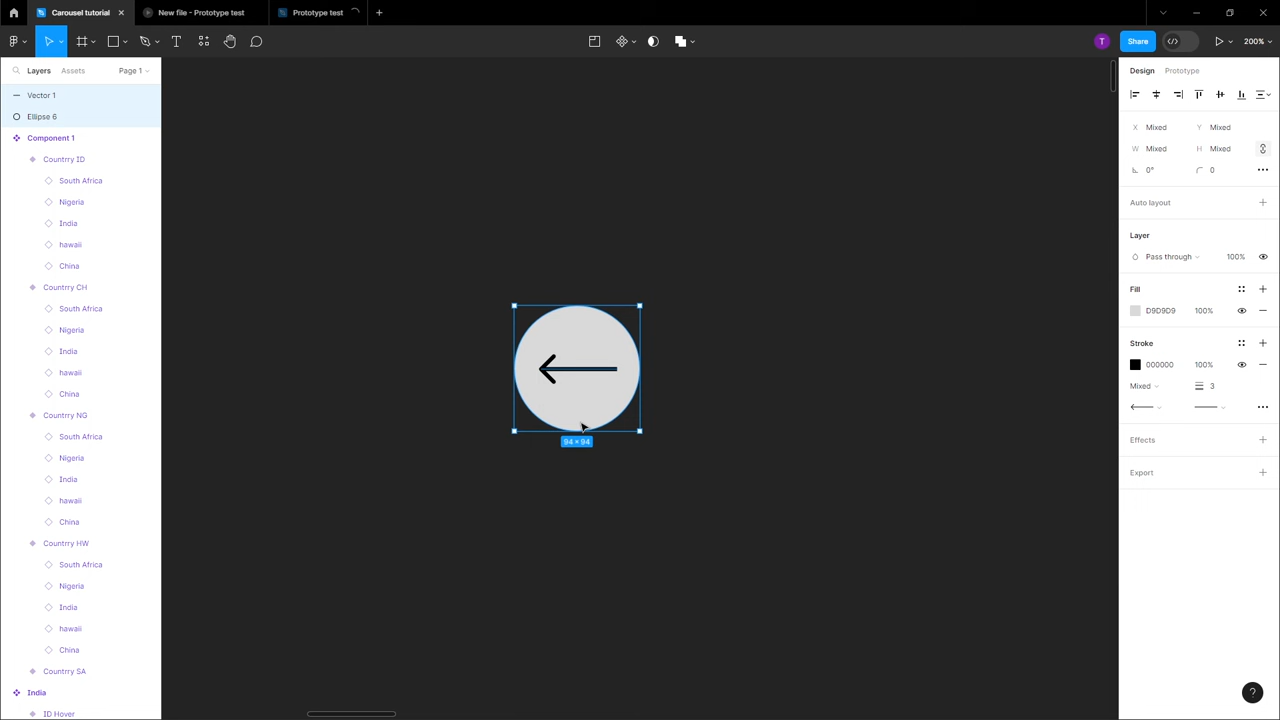 Carousel tutorial
New file - Prototype test
Prototype test
T
Share
200%
Layers
Assets
Page 1
Design
Prototype
Vector 1
Ellipse 6
Component 1
Countrry ID
South Africa
Nigeria
India
hawaii
China
Countrry CH
South Africa
Nigeria
India
hawaii
China
Countrry NG
South Africa
Nigeria
India
hawaii
China
Countrry HW
South Africa
Nigeria
India
hawaii
China
Countrry SA
India
ID Hover
94 × 94
X Mixed Y Mixed
W Mixed H Mixed
0° 0
Auto layout
Layer
Pass through 100%
Fill
D9D9D9 100%
Stroke
000000 100%
Mixed 3
Effects
Export
?